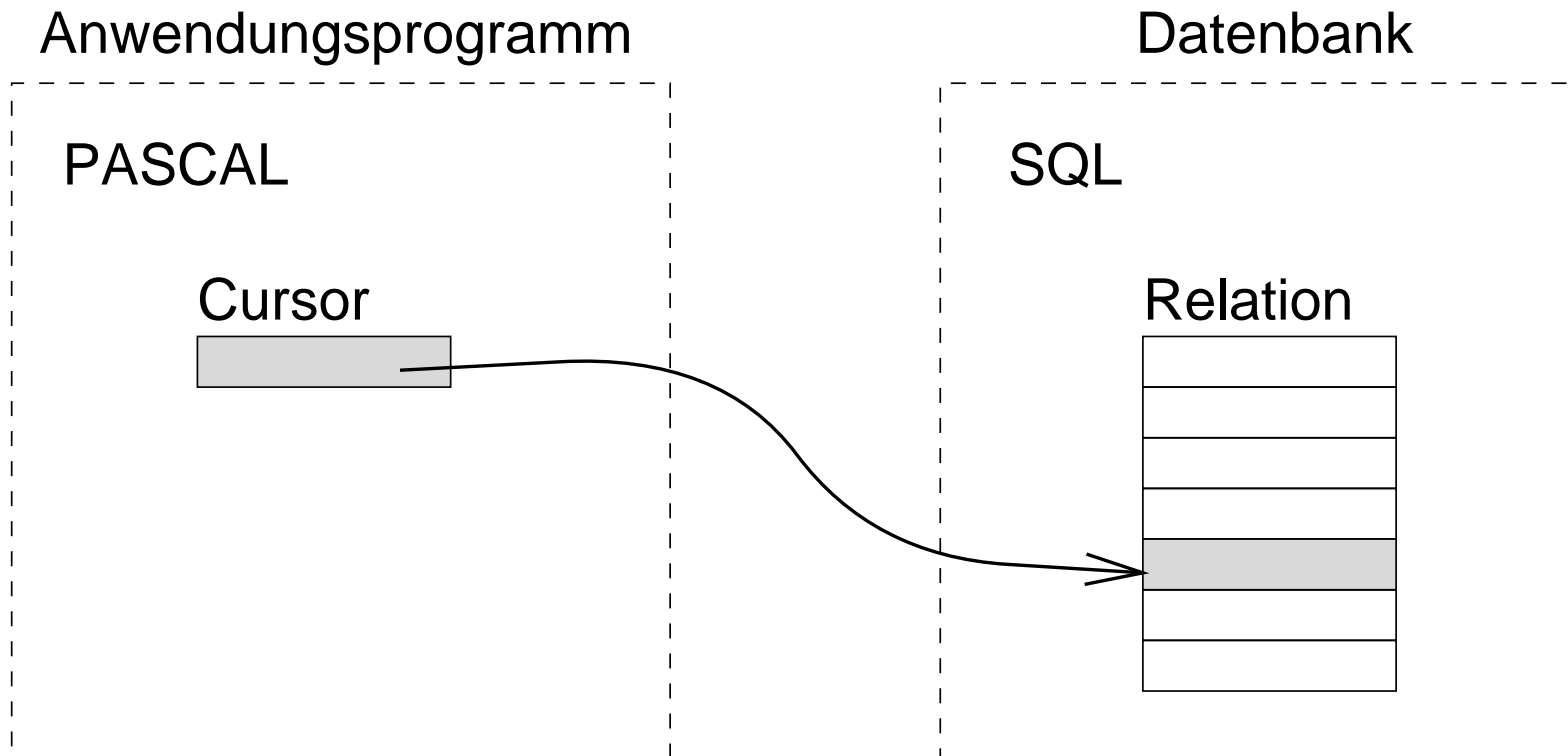 Anwendungsprogramm
Datenbank
PASCAL
SQL
Cursor
Relation